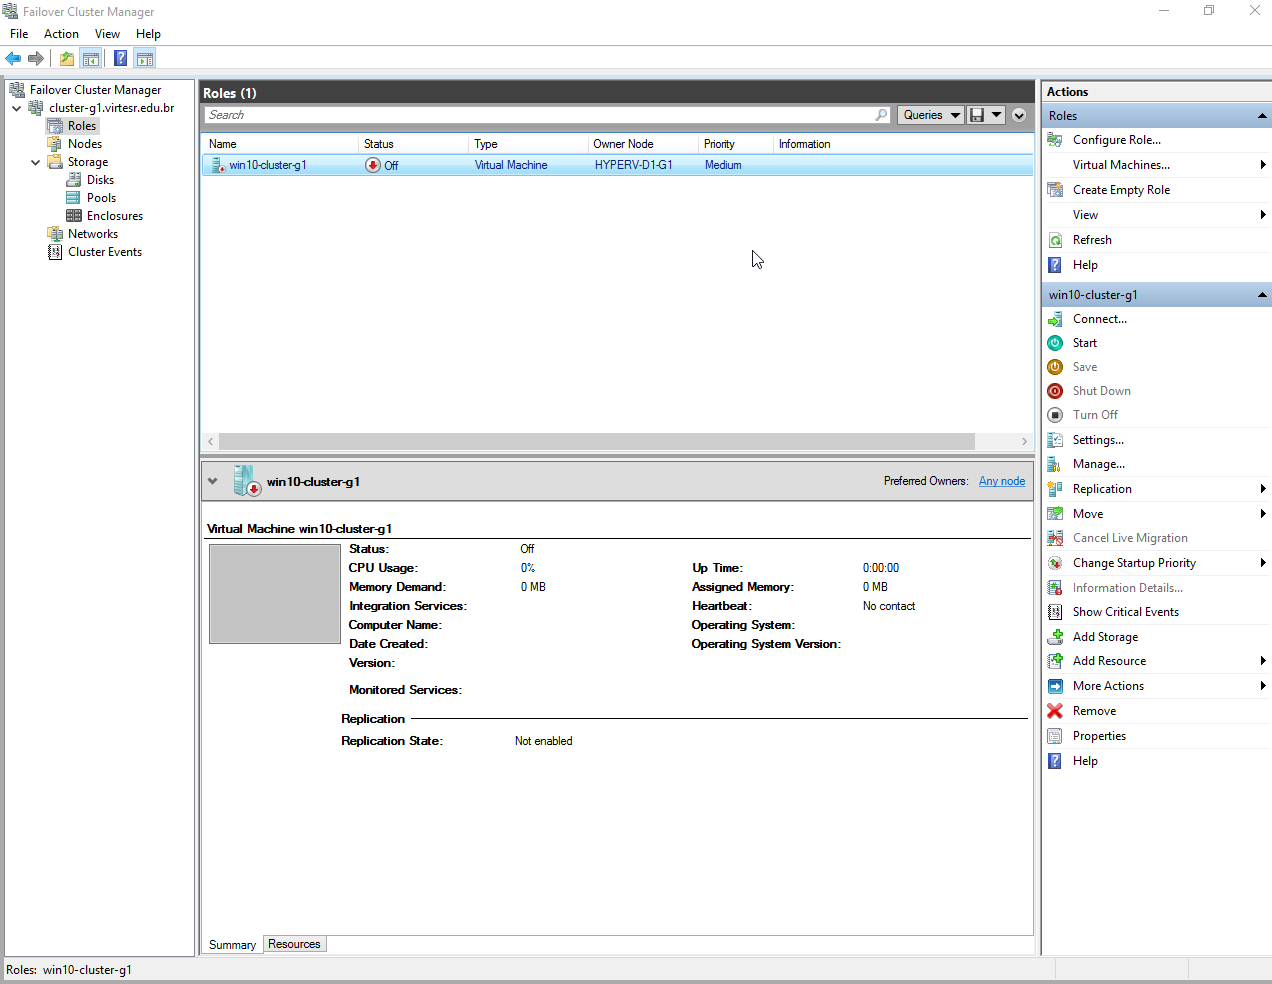 Failover Cluster Manager
File Action View Help
Failover Cluster Manager
cluster-g1.virtesr.edu.br
Roles
Nodes
Storage
Disks
Pools
Enclosures
Networks
Cluster Events
Roles (1)
Search
Queries
Name Status Type Owner Node Priority Information
win10-cluster-g1 Off Virtual Machine HYPERV-D1-G1 Medium
win10-cluster-g1 Preferred Owners: Any node
Virtual Machine win10-cluster-g1
Status: Off
CPU Usage: 0% Up Time: 0:00:00
Memory Demand: 0 MB Assigned Memory: 0 MB
Integration Services: Heartbeat: No contact
Computer Name: Operating System:
Date Created: Operating System Version:
Version:
Monitored Services:
Replication
Replication State: Not enabled
Summary Resources
Actions
Roles
Configure Role...
Virtual Machines...
Create Empty Role
View
Refresh
Help
win10-cluster-g1
Connect...
Start
Save
Shut Down
Turn Off
Settings...
Manage...
Replication
Move
Cancel Live Migration
Change Startup Priority
Information Details...
Show Critical Events
Add Storage
Add Resource
More Actions
Remove
Properties
Help
Roles: win10-cluster-g1